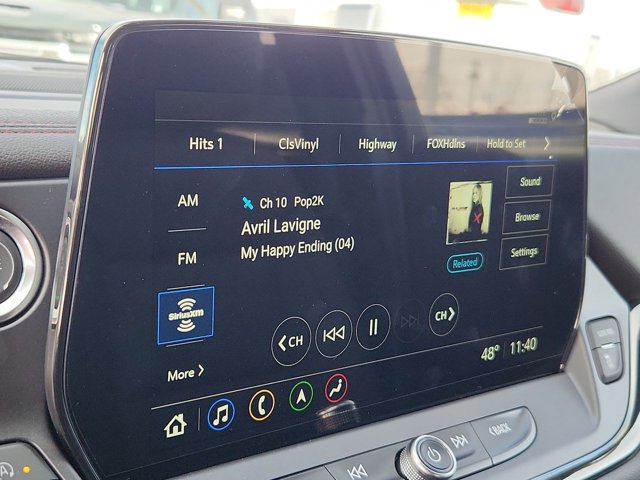 Hits 1
ClsVinyl
Highway
FOXHdlns
Hold to Set
AM
FM
SiriusXM
More
Ch 10 Pop2K
Avril Lavigne
My Happy Ending (04)
Related
Sound
Browse
Settings
CH
CH
48° 11:40
BACK
A